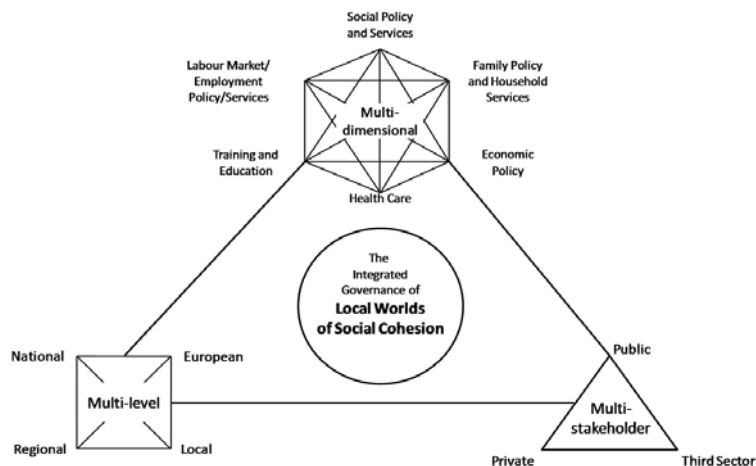 Social Policy
and Services
Labour Market/
Employment
Policy/Services
Family Policy
and Household
Services
Multi-
dimensional
Training and
Education
Economic
Policy
Health Care
The
Integrated
Governance of
Local Worlds
of Social Cohesion
National
European
Multi-level
Regional
Local
Public
Multi-
stakeholder
Private
Third Sector